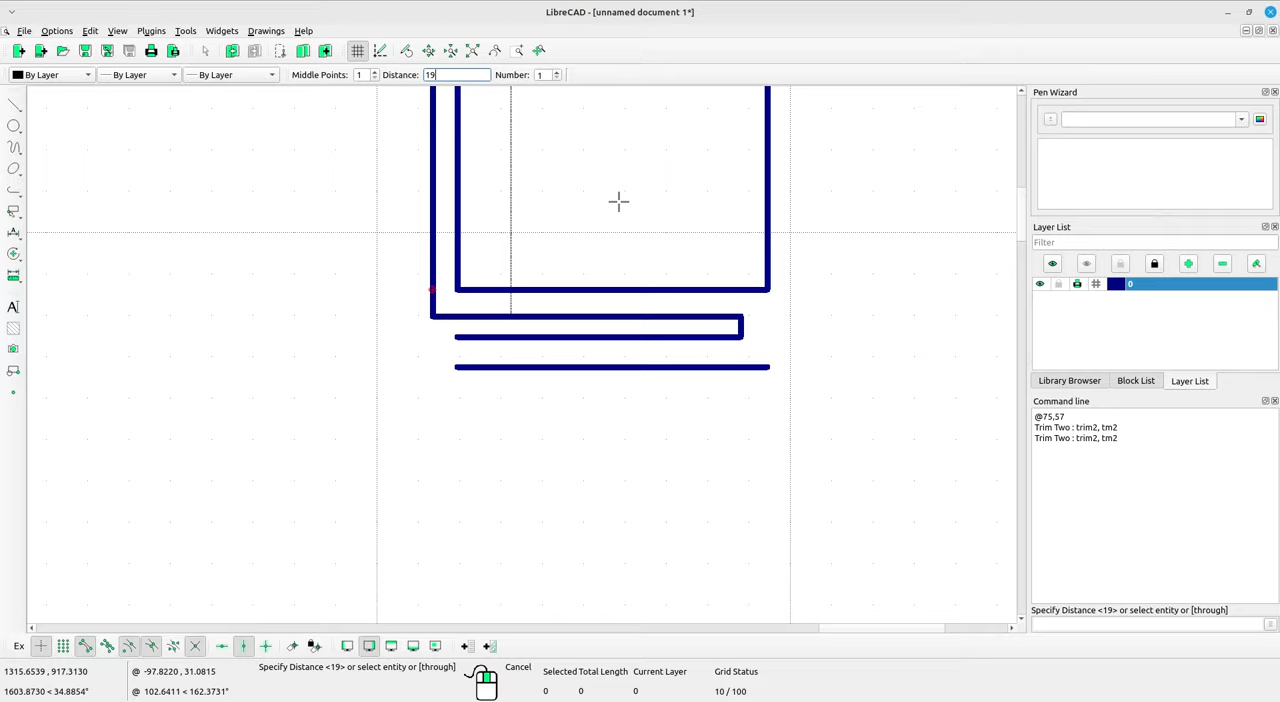 LibreCAD - [unnamed document 1*]
File Options Edit View Plugins Tools Widgets Drawings Help
By Layer By Layer By Layer Middle Points: 1 Distance: 19 Number: 1
Pen Wizard
Layer List
Filter
0
Library Browser Block List Layer List
Command line
@75,57
Trim Two : trim2, tm2
Trim Two : trim2, tm2
Specify Distance <19> or select entity or [through]
Ex
1315.6539 , 917.3130 @ -97.8220 , 31.0815 Specify Distance <19> or select entity or [through] Cancel Selected Total Length Current Layer Grid Status
1603.8730 < 34.8854° @ 102.6411 < 162.3731° 0 0 0 10 / 100